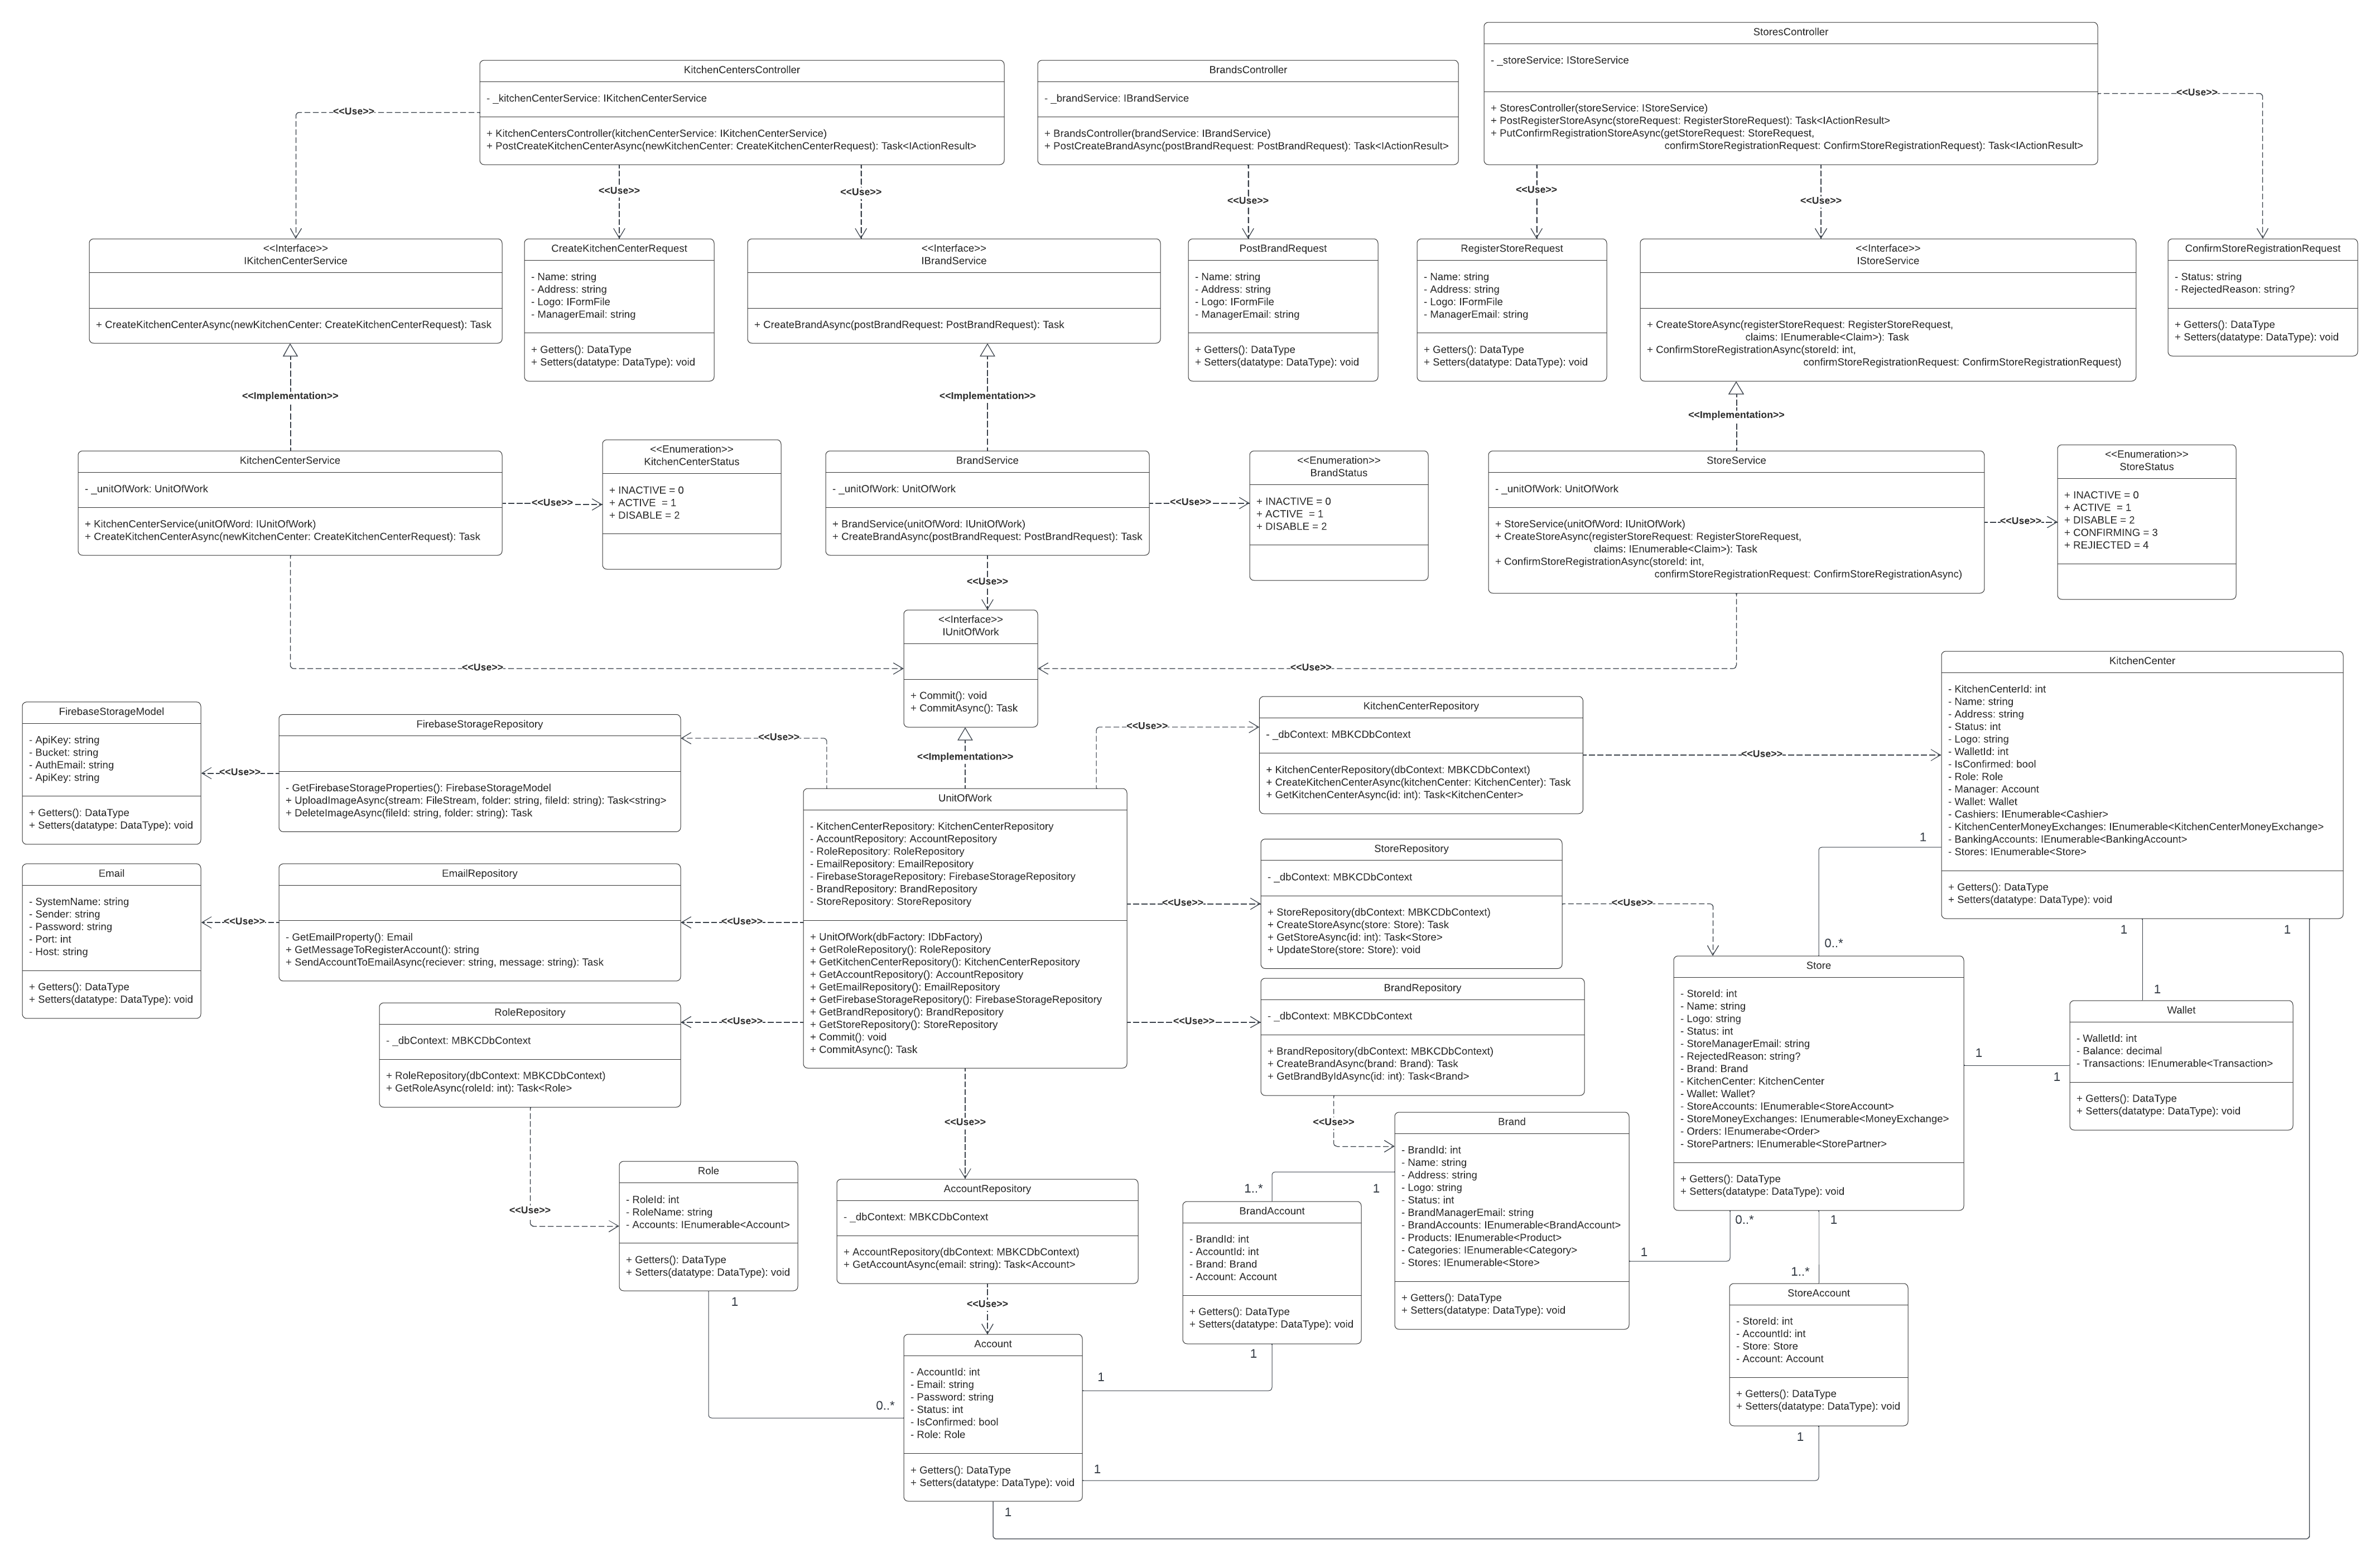 StoresController
- _storeService: IStoreService
+ StoresController(storeService: IStoreService)
+ PostRegisterStoreAsync(storeRequest: RegisterStoreRequest): Task<IActionResult>
+ PutConfirmRegistrationStoreAsync(getStoreRequest: StoreRequest,
confirmStoreRegistrationRequest: ConfirmStoreRegistrationRequest): Task<IActionResult>
KitchenCentersController
- _kitchenCenterService: IKitchenCenterService
+ KitchenCentersController(kitchenCenterService: IKitchenCenterService)
+ PostCreateKitchenCenterAsync(newKitchenCenter: CreateKitchenCenterRequest): Task<IActionResult>
BrandsController
- _brandService: IBrandService
+ BrandsController(brandService: IBrandService)
+ PostCreateBrandAsync(postBrandRequest: PostBrandRequest): Task<IActionResult>
<<Use>>
<<Use>>
<<Use>>
<<Use>>
<<Use>>
<<Use>>
<<Use>>
<<Interface>>
IKitchenCenterService
+ CreateKitchenCenterAsync(newKitchenCenter: CreateKitchenCenterRequest): Task
CreateKitchenCenterRequest
- Name: string
- Address: string
- Logo: IFormFile
- ManagerEmail: string
+ Getters(): DataType
+ Setters(datatype: DataType): void
<<Interface>>
IBrandService
+ CreateBrandAsync(postBrandRequest: PostBrandRequest): Task
PostBrandRequest
- Name: string
- Address: string
- Logo: IFormFile
- ManagerEmail: string
+ Getters(): DataType
+ Setters(datatype: DataType): void
RegisterStoreRequest
- Name: string
- Address: string
- Logo: IFormFile
- ManagerEmail: string
+ Getters(): DataType
+ Setters(datatype: DataType): void
<<Interface>>
IStoreService
+ CreateStoreAsync(registerStoreRequest: RegisterStoreRequest,
claims: IEnumerable<Claim>): Task
+ ConfirmStoreRegistrationAsync(storeId: int,
confirmStoreRegistrationRequest: ConfirmStoreRegistrationRequest)
ConfirmStoreRegistrationRequest
- Status: string
- RejectedReason: string?
+ Getters(): DataType
+ Setters(datatype: DataType): void
<<Implementation>>
<<Implementation>>
<<Implementation>>
KitchenCenterService
- _unitOfWork: UnitOfWork
+ KitchenCenterService(unitOfWord: IUnitOfWork)
+ CreateKitchenCenterAsync(newKitchenCenter: CreateKitchenCenterRequest): Task
<<Use>>
<<Enumeration>>
KitchenCenterStatus
+ INACTIVE = 0
+ ACTIVE = 1
+ DISABLE = 2
BrandService
- _unitOfWork: UnitOfWork
+ BrandService(unitOfWord: IUnitOfWork)
+ CreateBrandAsync(postBrandRequest: PostBrandRequest): Task
<<Use>>
<<Enumeration>>
BrandStatus
+ INACTIVE = 0
+ ACTIVE = 1
+ DISABLE = 2
StoreService
- _unitOfWork: UnitOfWork
+ StoreService(unitOfWord: IUnitOfWork)
+ CreateStoreAsync(registerStoreRequest: RegisterStoreRequest,
claims: IEnumerable<Claim>): Task
+ ConfirmStoreRegistrationAsync(storeId: int,
confirmStoreRegistrationRequest: ConfirmStoreRegistrationAsync)
<<Use>>
<<Enumeration>>
StoreStatus
+ INACTIVE = 0
+ ACTIVE = 1
+ DISABLE = 2
+ CONFIRMING = 3
+ REJIECTED = 4
<<Use>>
<<Use>>
<<Use>>
<<Interface>>
IUnitOfWork
+ Commit(): void
+ CommitAsync(): Task
<<Implementation>>
FirebaseStorageModel
- ApiKey: string
- Bucket: string
- AuthEmail: string
- ApiKey: string
+ Getters(): DataType
+ Setters(datatype: DataType): void
<<Use>>
FirebaseStorageRepository
- GetFirebaseStorageProperties(): FirebaseStorageModel
+ UploadImageAsync(stream: FileStream, folder: string, fileId: string): Task<string>
+ DeleteImageAsync(fileId: string, folder: string): Task
<<Use>>
<<Use>>
KitchenCenterRepository
- _dbContext: MBKCDbContext
+ KitchenCenterRepository(dbContext: MBKCDbContext)
+ CreateKitchenCenterAsync(kitchenCenter: KitchenCenter): Task
+ GetKitchenCenterAsync(id: int): Task<KitchenCenter>
<<Use>>
KitchenCenter
- KitchenCenterId: int
- Name: string
- Address: string
- Status: int
- Logo: string
- WalletId: int
- IsConfirmed: bool
- Role: Role
- Manager: Account
- Wallet: Wallet
- Cashiers: IEnumerable<Cashier>
- KitchenCenterMoneyExchanges: IEnumerable<KitchenCenterMoneyExchange>
- BankingAccounts: IEnumerable<BankingAccount>
- Stores: IEnumerable<Store>
+ Getters(): DataType
+ Setters(datatype: DataType): void
UnitOfWork
- KitchenCenterRepository: KitchenCenterRepository
- AccountRepository: AccountRepository
- RoleRepository: RoleRepository
- EmailRepository: EmailRepository
- FirebaseStorageRepository: FirebaseStorageRepository
- BrandRepository: BrandRepository
- StoreRepository: StoreRepository
+ UnitOfWork(dbFactory: IDbFactory)
+ GetRoleRepository(): RoleRepository
+ GetKitchenCenterRepository(): KitchenCenterRepository
+ GetAccountRepository(): AccountRepository
+ GetEmailRepository(): EmailRepository
+ GetFirebaseStorageRepository(): FirebaseStorageRepository
+ GetBrandRepository(): BrandRepository
+ GetStoreRepository(): StoreRepository
+ Commit(): void
+ CommitAsync(): Task
Email
- SystemName: string
- Sender: string
- Password: string
- Port: int
- Host: string
+ Getters(): DataType
+ Setters(datatype: DataType): void
<<Use>>
EmailRepository
- GetEmailProperty(): Email
+ GetMessageToRegisterAccount(): string
+ SendAccountToEmailAsync(reciever: string, message: string): Task
<<Use>>
<<Use>>
StoreRepository
- _dbContext: MBKCDbContext
+ StoreRepository(dbContext: MBKCDbContext)
+ CreateStoreAsync(store: Store): Task
+ GetStoreAsync(id: int): Task<Store>
+ UpdateStore(store: Store): void
<<Use>>
1
0..*
1
1
1
Store
- StoreId: int
- Name: string
- Logo: string
- Status: int
- StoreManagerEmail: string
- RejectedReason: string?
- Brand: Brand
- KitchenCenter: KitchenCenter
- Wallet: Wallet?
- StoreAccounts: IEnumerable<StoreAccount>
- StoreMoneyExchanges: IEnumerable<MoneyExchange>
- Orders: IEnumerabe<Order>
- StorePartners: IEnumerable<StorePartner>
+ Getters(): DataType
+ Setters(datatype: DataType): void
1
1
Wallet
- WalletId: int
- Balance: decimal
- Transactions: IEnumerable<Transaction>
+ Getters(): DataType
+ Setters(datatype: DataType): void
RoleRepository
- _dbContext: MBKCDbContext
+ RoleRepository(dbContext: MBKCDbContext)
+ GetRoleAsync(roleId: int): Task<Role>
<<Use>>
<<Use>>
BrandRepository
- _dbContext: MBKCDbContext
+ BrandRepository(dbContext: MBKCDbContext)
+ CreateBrandAsync(brand: Brand): Task
+ GetBrandByIdAsync(id: int): Task<Brand>
<<Use>>
<<Use>>
<<Use>>
Role
- RoleId: int
- RoleName: string
- Accounts: IEnumerable<Account>
+ Getters(): DataType
+ Setters(datatype: DataType): void
AccountRepository
- _dbContext: MBKCDbContext
+ AccountRepository(dbContext: MBKCDbContext)
+ GetAccountAsync(email: string): Task<Account>
<<Use>>
1..*
1
BrandAccount
- BrandId: int
- AccountId: int
- Brand: Brand
- Account: Account
+ Getters(): DataType
+ Setters(datatype: DataType): void
Brand
- BrandId: int
- Name: string
- Address: string
- Logo: string
- Status: int
- BrandManagerEmail: string
- BrandAccounts: IEnumerable<BrandAccount>
- Products: IEnumerable<Product>
- Categories: IEnumerable<Category>
- Stores: IEnumerable<Store>
+ Getters(): DataType
+ Setters(datatype: DataType): void
0..*
1
1
1..*
StoreAccount
- StoreId: int
- AccountId: int
- Store: Store
- Account: Account
+ Getters(): DataType
+ Setters(datatype: DataType): void
1
0..*
Account
- AccountId: int
- Email: string
- Password: string
- Status: int
- IsConfirmed: bool
- Role: Role
+ Getters(): DataType
+ Setters(datatype: DataType): void
1
1
1
1
1